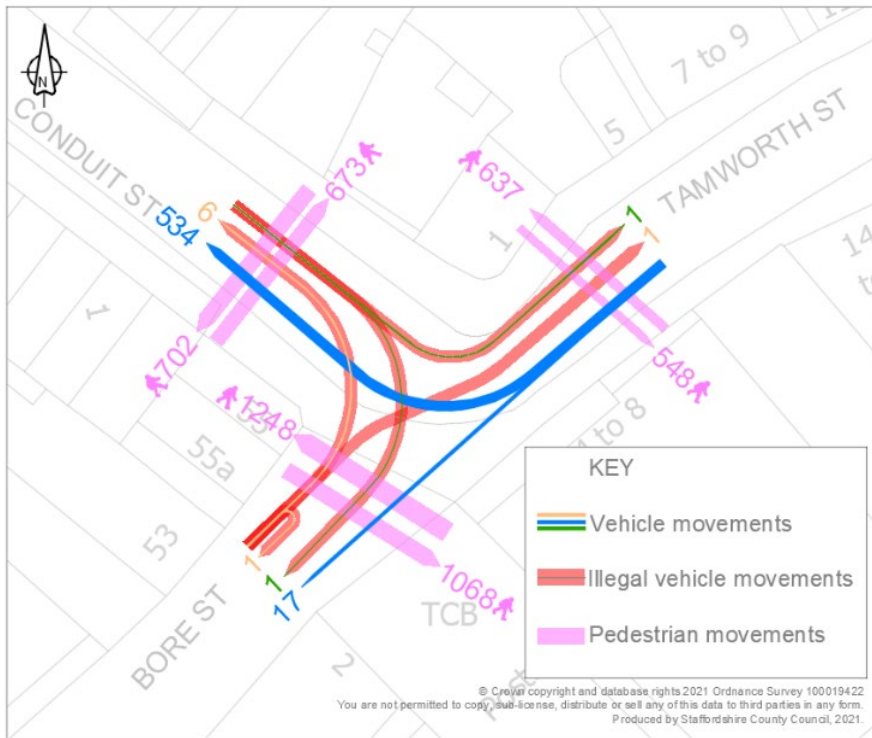 N
CONDUIT ST
TAMWORTH ST
BORE ST
7 to 9
5
1
1
673
637
6
534
1
1
702
548
1248
55a
53
1
1
17
1068
TCB
2
KEY
Vehicle movements
Illegal vehicle movements
Pedestrian movements
© Crown copyright and database rights 2021 Ordnance Survey 100019422
You are not permitted to copy, sub-license, distribute or sell any of this data to third parties in any form.
Produced by Staffordshire County Council, 2021.